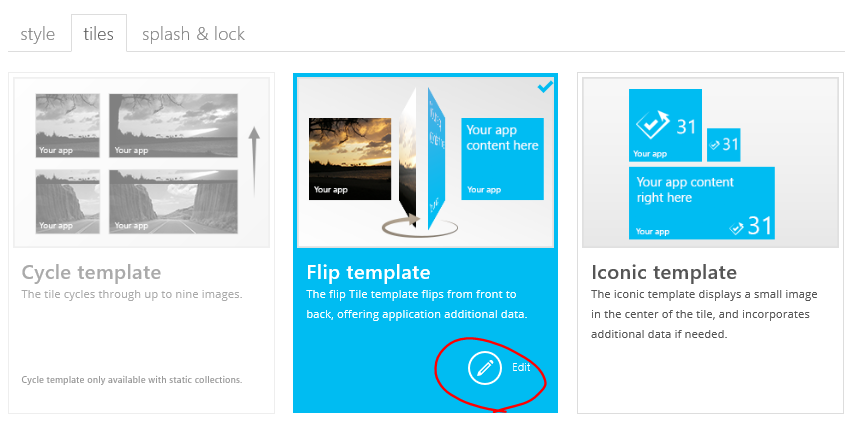 style
tiles
splash & lock
Your app
Your app
Your app
Your app
Cycle template
The tile cycles through up to nine images.
Cycle template only available with static collections.
Your app
Your app
content here
Your app
Flip template
The flip Tile template flips from front to
back, offering application additional data.
Edit
31
Your app
31
Your app content
right here
Your app
31
Iconic template
The iconic template displays a small image
in the center of the tile, and incorporates
additional data if needed.